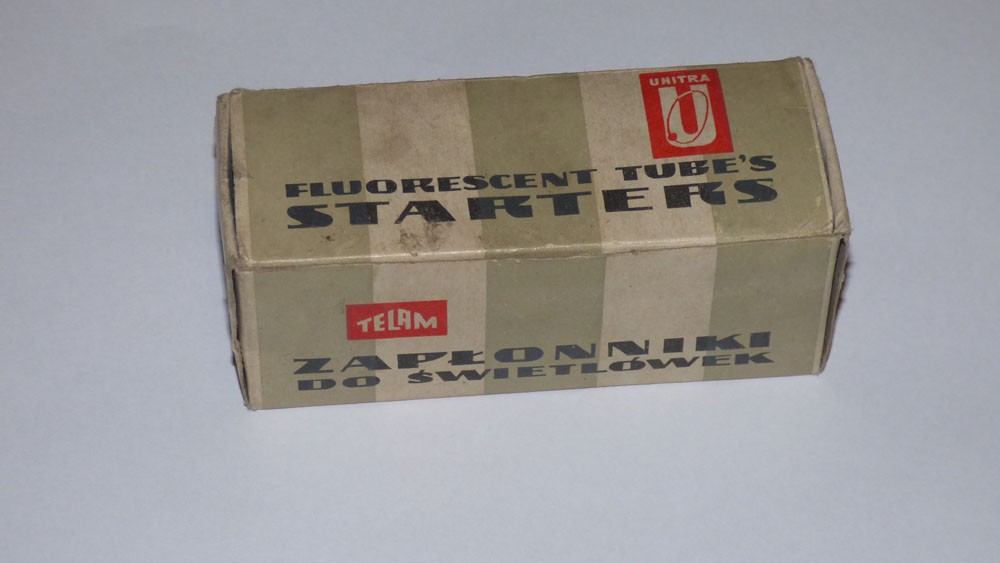 UNITRA
U
FLUORESCENT TUBE'S
STARTERS
TELAM
ZAPŁONNIKI
DO ŚWIETLÓWEK